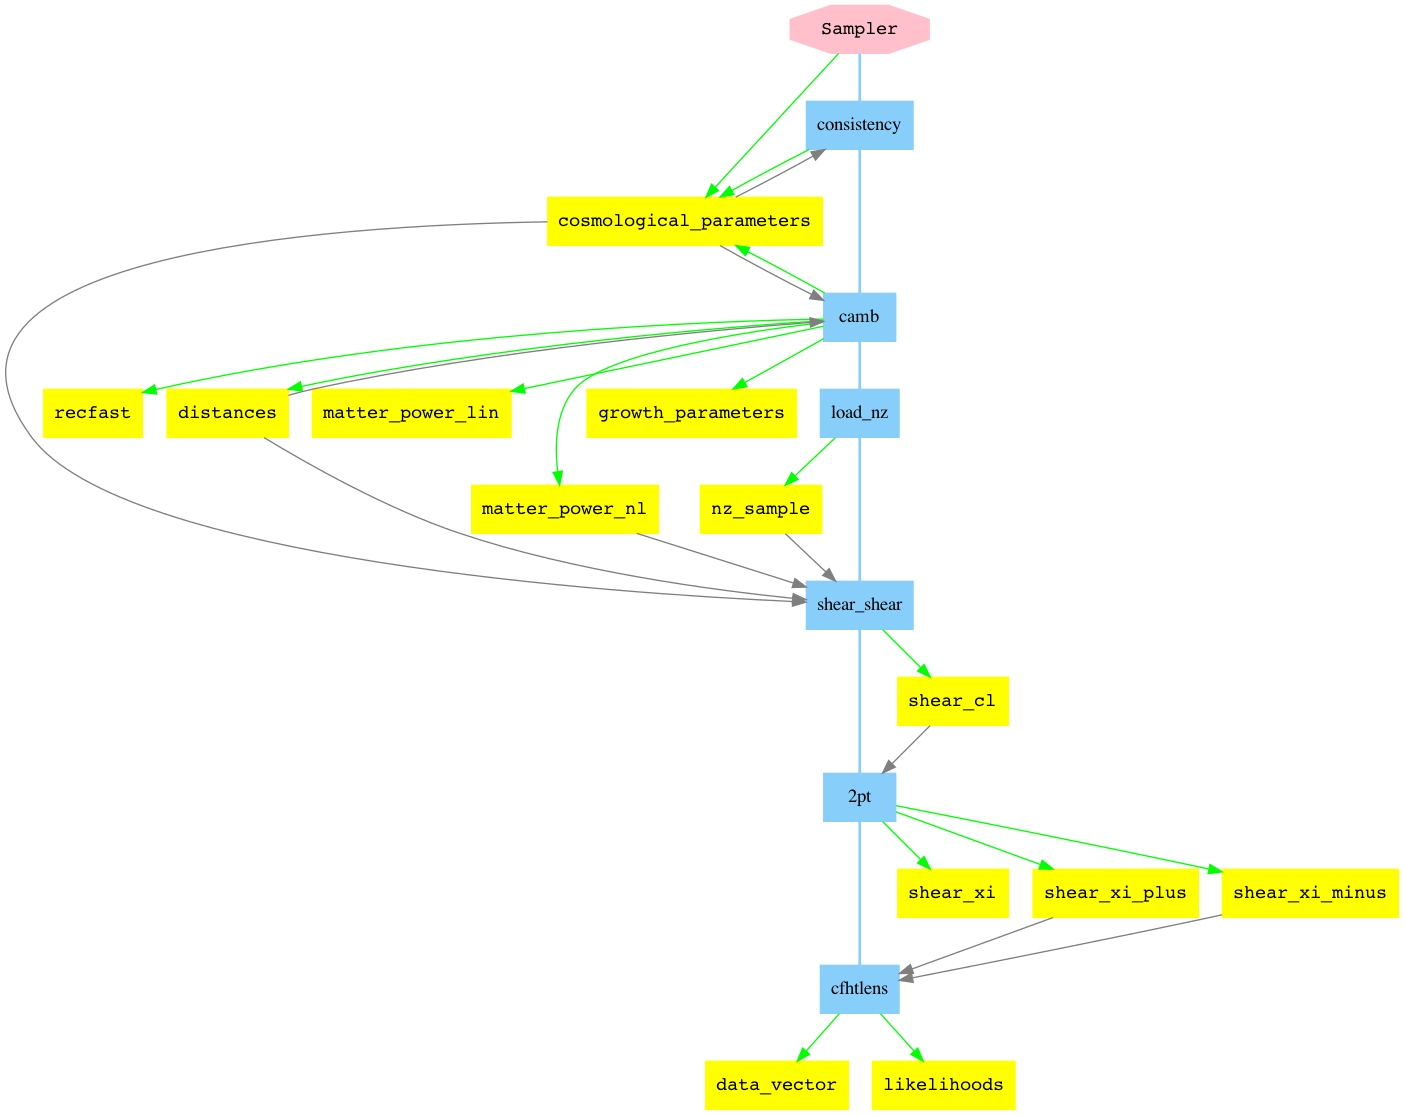 Sampler
consistency
cosmological_parameters
camb
recfast
distances
matter_power_lin
growth_parameters
load_nz
matter_power_nl
nz_sample
shear_shear
shear_cl
2pt
shear_xi
shear_xi_plus
shear_xi_minus
cfhtlens
data_vector
likelihoods